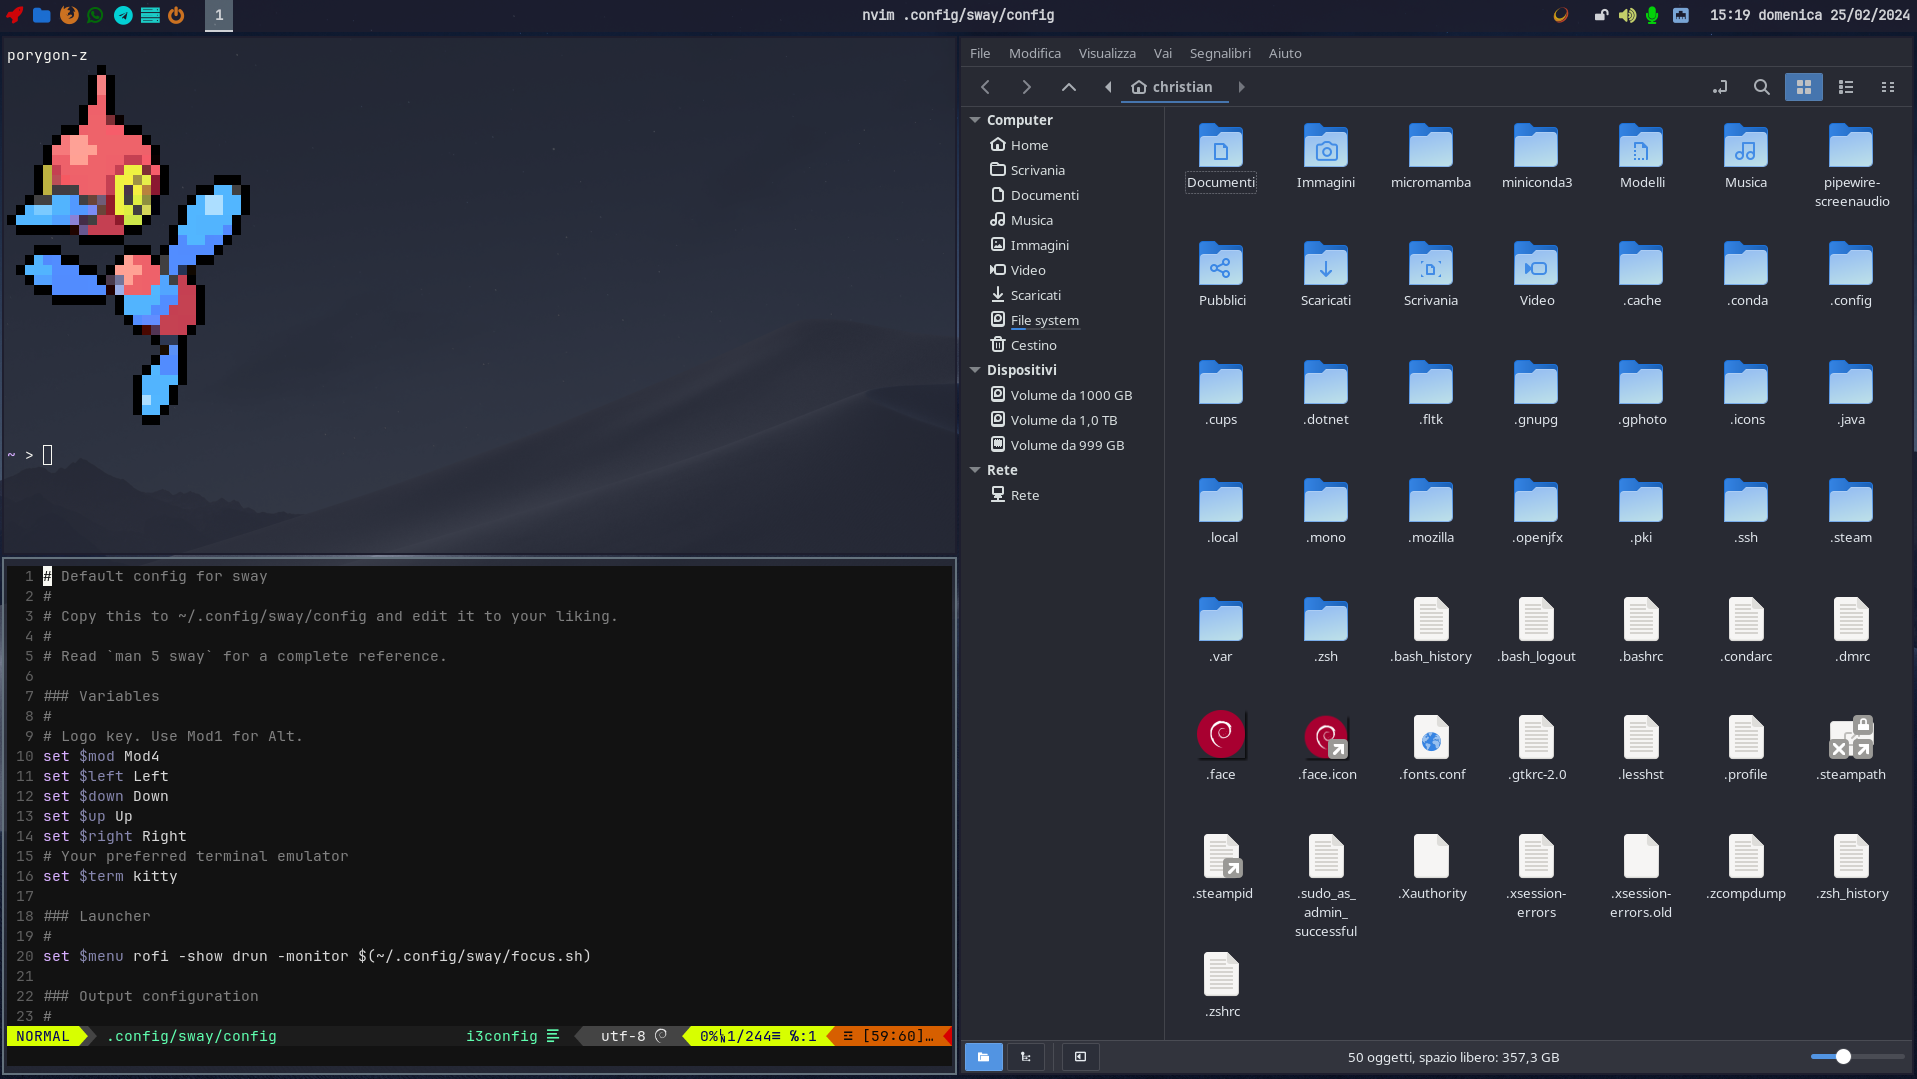 1
nvim .config/sway/config
15:19 domenica 25/02/2024
porygon-z
~ >
File Modifica Visualizza Vai Segnalibri Aiuto
christian
Computer
Home
Scrivania
Documenti
Musica
Immagini
Video
Scaricati
File system
Cestino
Dispositivi
Volume da 1000 GB
Volume da 1,0 TB
Volume da 999 GB
Rete
Rete
Documenti Immagini micromamba miniconda3 Modelli Musica pipewire-
screenaudio
Pubblici Scaricati Scrivania Video .cache .conda .config
.cups .dotnet .fltk .gnupg .gphoto .icons .java
.local .mono .mozilla .openjfx .pki .ssh .steam
.var .zsh .bash_history .bash_logout .bashrc .condarc .dmrc
.face .face.icon .fonts.conf .gtkrc-2.0 .lesshst .profile .steampath
.steampid .sudo_as_ .Xauthority .xsession- .xsession- .zcompdump .zsh_history
admin_ errors errors.old
successful
.zshrc
50 oggetti, spazio libero: 357,3 GB
1 # Default config for sway
2 #
3 # Copy this to ~/.config/sway/config and edit it to your liking.
4 #
5 # Read `man 5 sway` for a complete reference.
6
7 ### Variables
8 #
9 # Logo key. Use Mod1 for Alt.
10 set $mod Mod4
11 set $left Left
12 set $down Down
13 set $up Up
14 set $right Right
15 # Your preferred terminal emulator
16 set $term kitty
17
18 ### Launcher
19 #
20 set $menu rofi -show drun -monitor $(~/.config/sway/focus.sh)
21
22 ### Output configuration
23 #
NORMAL .config/sway/config i3config utf-8 0% 1/244 :1 [59:60]…